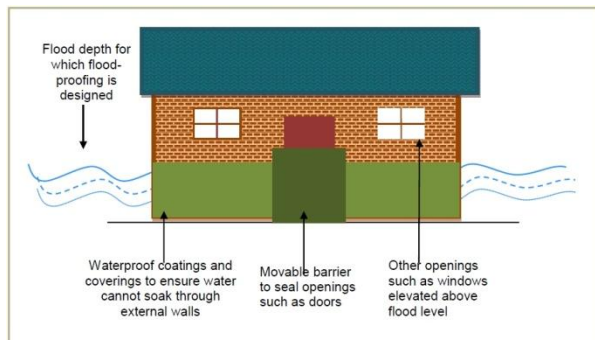 Flood depth for
which flood-
proofing is
designed
Waterproof coatings and
coverings to ensure water
cannot soak through
external walls
Movable barrier
to seal openings
such as doors
Other openings
such as windows
elevated above
flood level